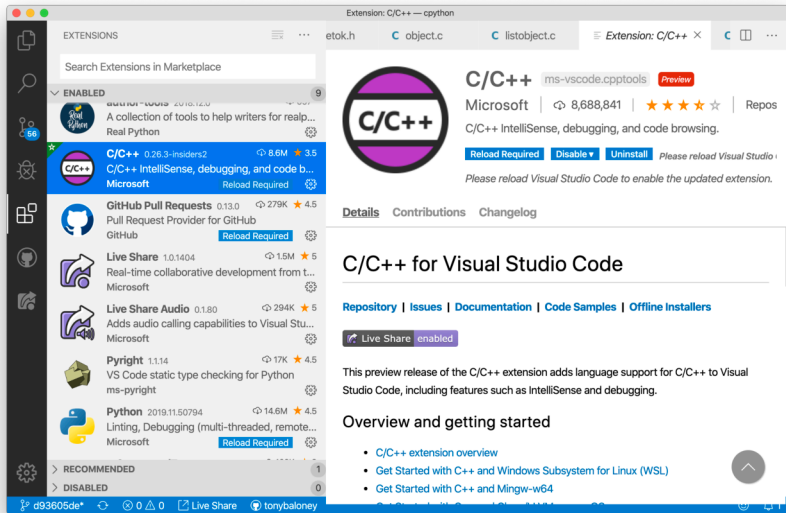 Extension: C/C++ — cpython
EXTENSIONS
Search Extensions in Marketplace
ENABLED 9
author-tools 2018.12.0
A collection of tools to help writers for realp...
Real Python
C/C++ 0.26.3-insiders2 8.6M ★ 3.5
C/C++ IntelliSense, debugging, and code b...
Microsoft Reload Required
GitHub Pull Requests 0.13.0 279K ★ 4.5
Pull Request Provider for GitHub
GitHub Reload Required
Live Share 1.0.1404 1.5M ★ 5
Real-time collaborative development from t...
Microsoft
Live Share Audio 0.1.80 294K ★ 5
Adds audio calling capabilities to Visual Stu...
Microsoft
Pyright 1.1.14 17K ★ 4.5
VS Code static type checking for Python
ms-pyright
Python 2019.11.50794 14.6M ★ 4.5
Linting, Debugging (multi-threaded, remote...
Microsoft Reload Required
RECOMMENDED 1
DISABLED 0
56
etok.h C object.c C listobject.c Extension: C/C++ × C ...
C/C++
C/C++ ms-vscode.cpptools Preview
Microsoft | 8,688,841 | ★★★ | Repos
C/C++ IntelliSense, debugging, and code browsing.
Reload Required Disable▾ Uninstall Please reload Visual Studio
Please reload Visual Studio Code to enable the updated extension.
Details Contributions Changelog
C/C++ for Visual Studio Code
Repository | Issues | Documentation | Code Samples | Offline Installers
Live Share enabled
This preview release of the C/C++ extension adds language support for C/C++ to Visual
Studio Code, including features such as IntelliSense and debugging.
Overview and getting started
• C/C++ extension overview
• Get Started with C++ and Windows Subsystem for Linux (WSL)
• Get Started with C++ and Mingw-w64
d93605de* 0 0 Live Share tonybaloney 1